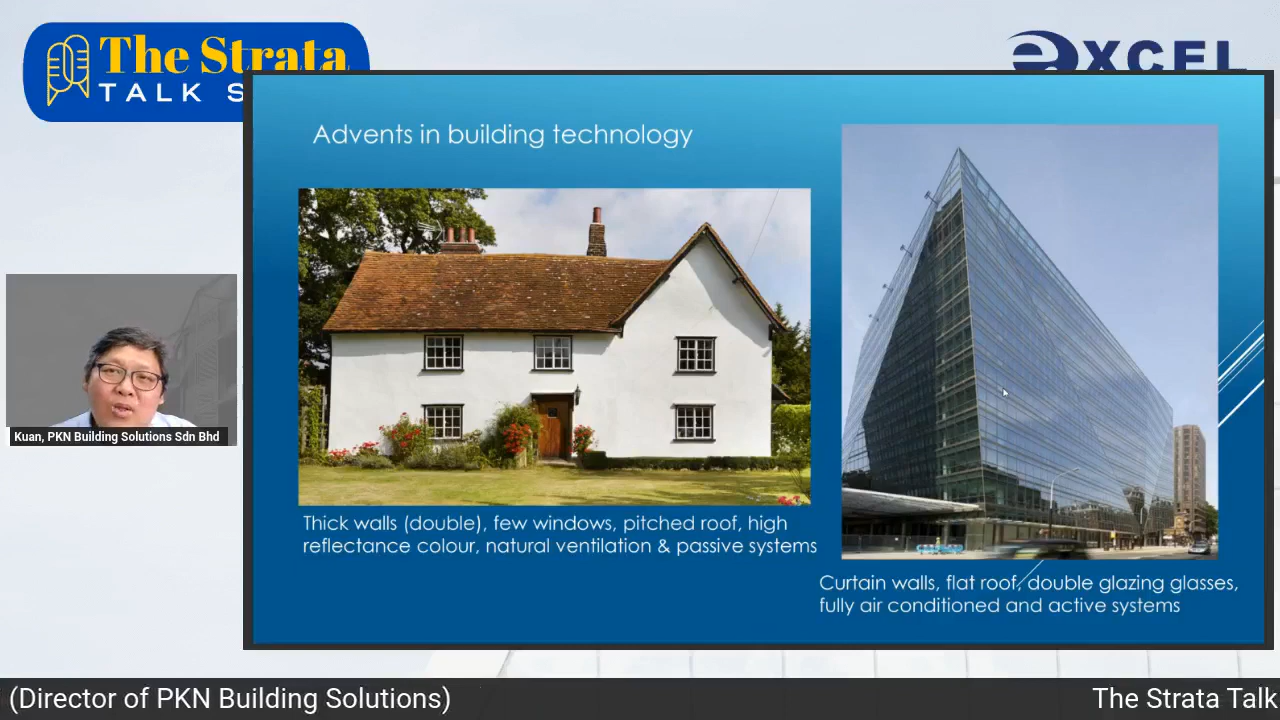 The Strata
TALK S
EXCEL
Advents in building technology
Thick walls (double), few windows, pitched roof, high
reflectance colour, natural ventilation & passive systems
Curtain walls, flat roof, double glazing glasses,
fully air conditioned and active systems
Kuan, PKN Building Solutions Sdn Bhd
(Director of PKN Building Solutions)
The Strata Talk